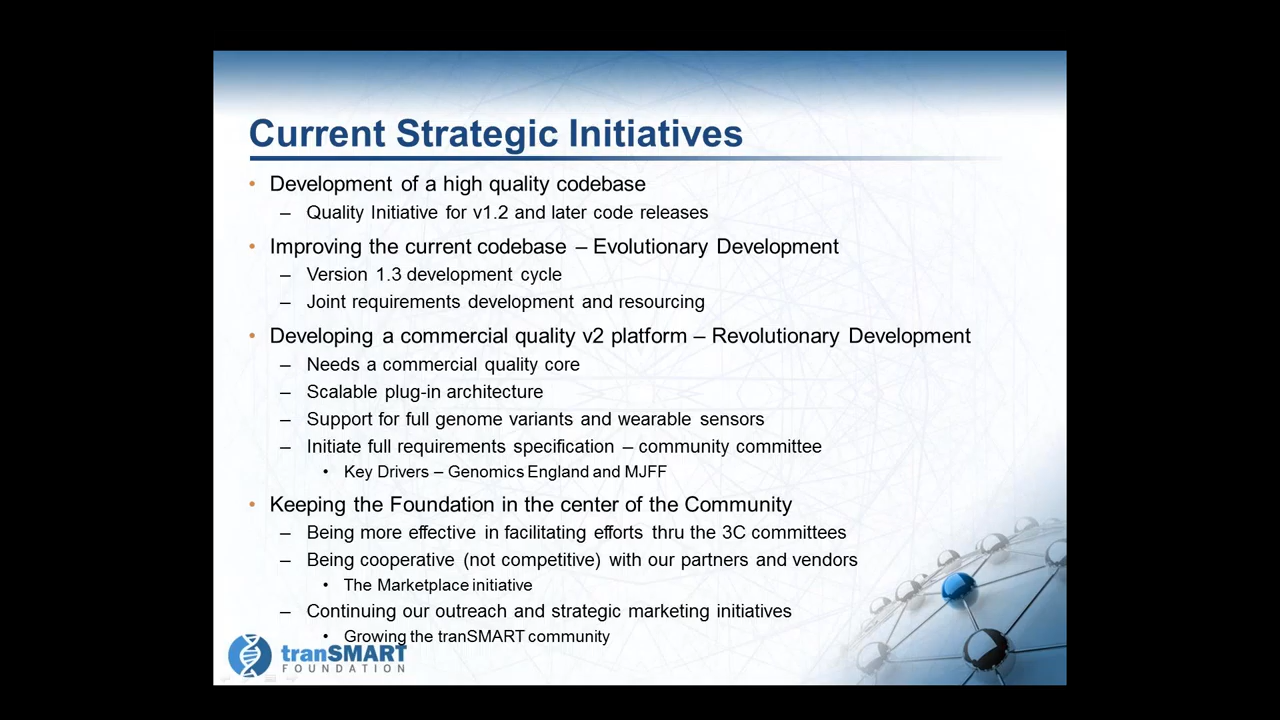 Current Strategic Initiatives
• Development of a high quality codebase
– Quality Initiative for v1.2 and later code releases
• Improving the current codebase – Evolutionary Development
– Version 1.3 development cycle
– Joint requirements development and resourcing
• Developing a commercial quality v2 platform – Revolutionary Development
– Needs a commercial quality core
– Scalable plug-in architecture
– Support for full genome variants and wearable sensors
– Initiate full requirements specification – community committee
• Key Drivers – Genomics England and MJFF
• Keeping the Foundation in the center of the Community
– Being more effective in facilitating efforts thru the 3C committees
– Being cooperative (not competitive) with our partners and vendors
• The Marketplace initiative
– Continuing our outreach and strategic marketing initiatives
• Growing the tranSMART community
tranSMART
FOUNDATION